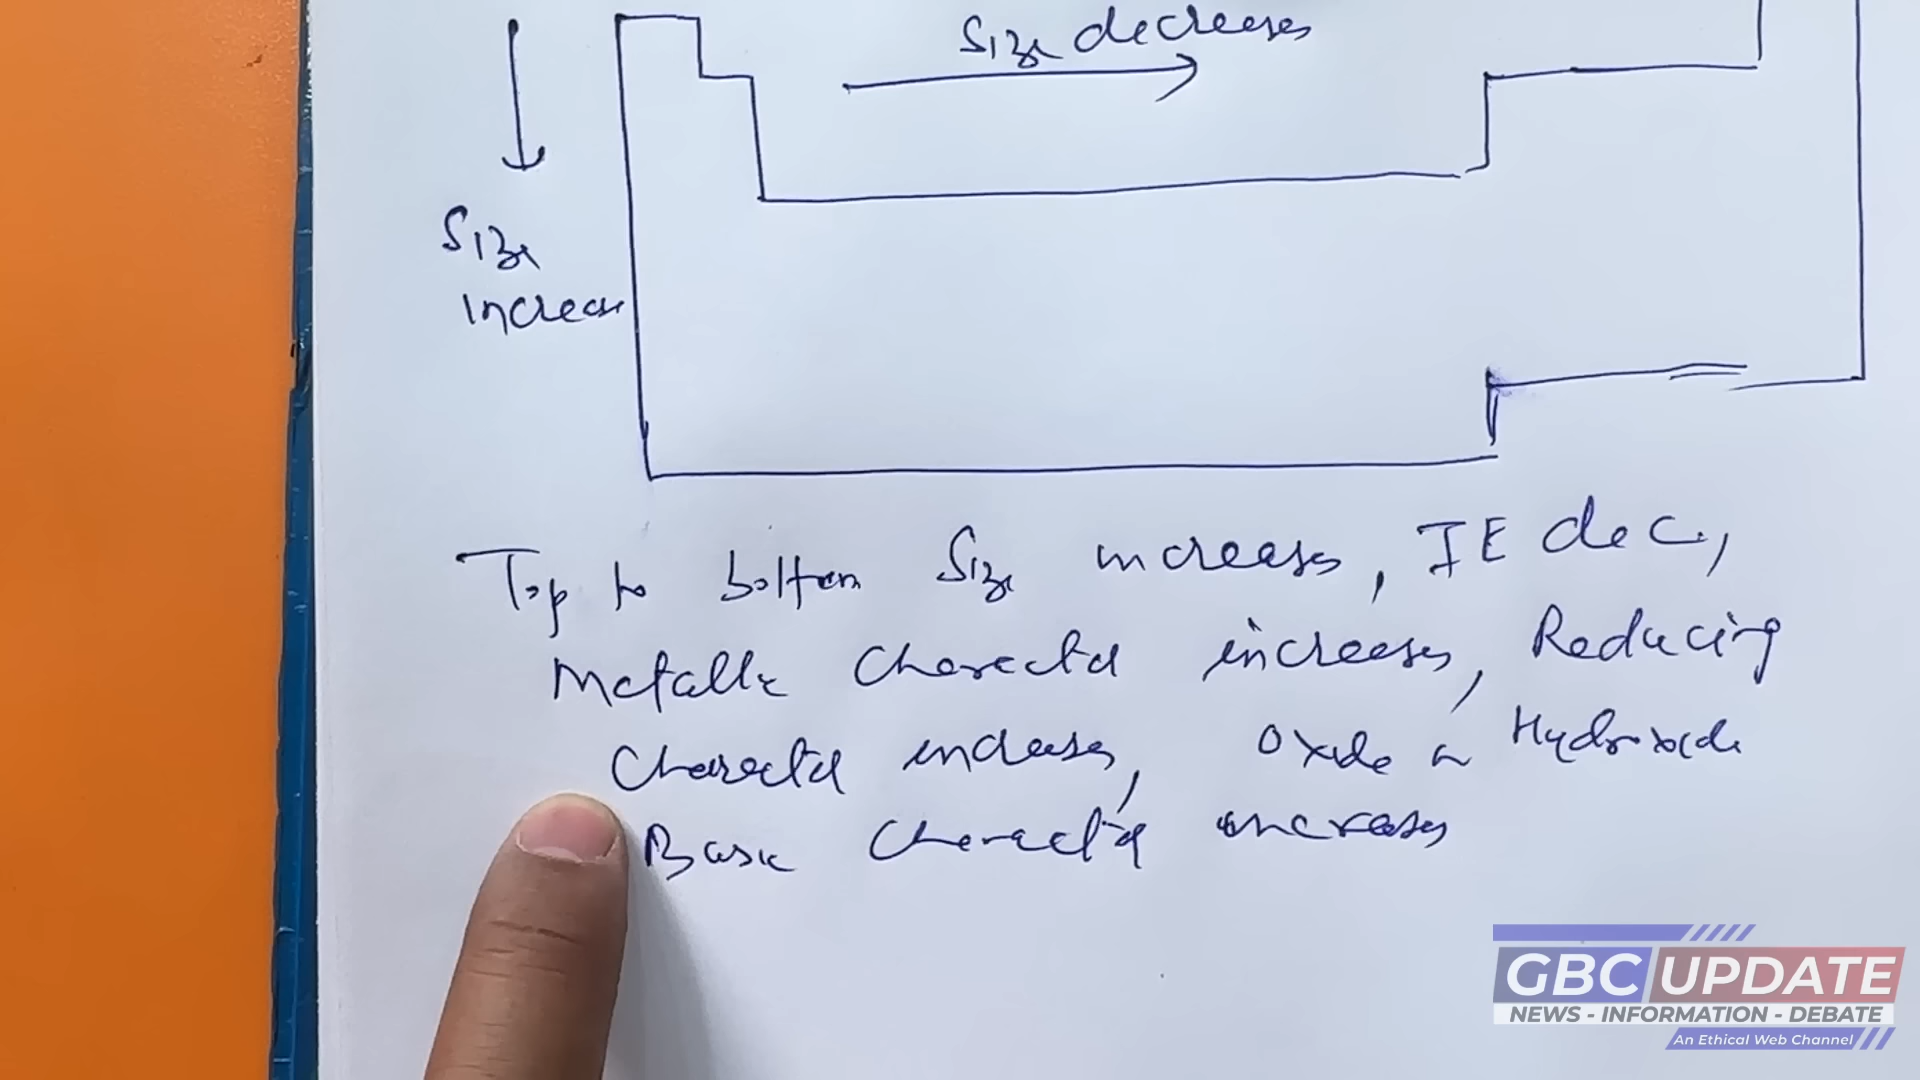 Size decreases
Size
increase
Top to bottom Size increases, IE dec.,
Metallic Character increases, Reducing
Character increases, Oxide n Hydroxide
Basic Character increases
GBC UPDATE
NEWS - INFORMATION - DEBATE
An Ethical Web Channel